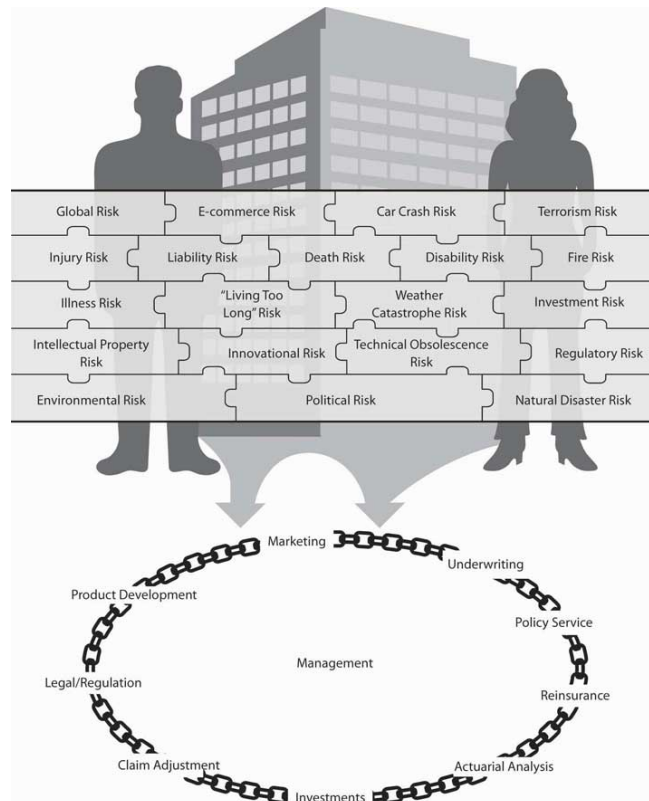 Global Risk
E-commerce Risk
Car Crash Risk
Terrorism Risk
Injury Risk
Liability Risk
Death Risk
Disability Risk
Fire Risk
Illness Risk
“Living Too
Long” Risk
Weather
Catastrophe Risk
Investment Risk
Intellectual Property
Risk
Innovational Risk
Technical Obsolescence
Risk
Regulatory Risk
Environmental Risk
Political Risk
Natural Disaster Risk
Marketing
Underwriting
Product Development
Policy Service
Management
Legal/Regulation
Reinsurance
Claim Adjustment
Actuarial Analysis
Investments